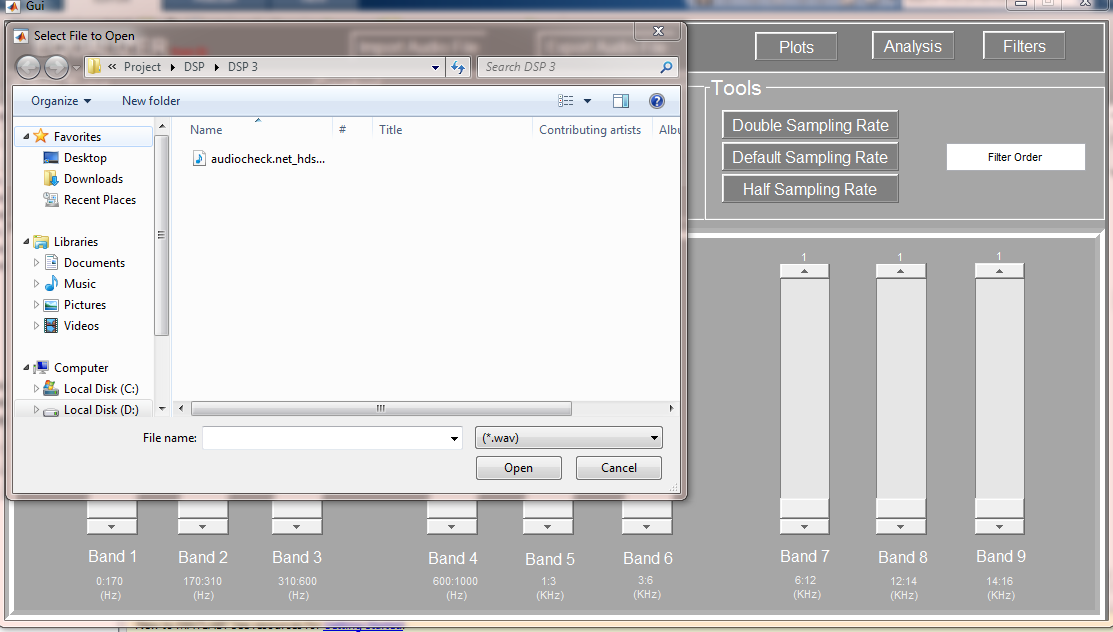 Gui
Select File to Open
« Project ▸ DSP ▸ DSP 3
Search DSP 3
Plots
Analysis
Filters
Organize
New folder
Name
#
Title
Contributing artists
Albu
audiocheck.net_hds...
Favorites
Desktop
Downloads
Recent Places
Libraries
Documents
Music
Pictures
Videos
Computer
Local Disk (C:)
Local Disk (D:)
File name:
(*.wav)
Open
Cancel
Tools
Double Sampling Rate
Default Sampling Rate
Half Sampling Rate
Filter Order
1
1
1
Band 1
Band 2
Band 3
Band 4
Band 5
Band 6
Band 7
Band 8
Band 9
0:170
(Hz)
170:310
(Hz)
310:600
(Hz)
600:1000
(Hz)
1:3
(KHz)
3:6
(KHz)
6:12
(KHz)
12:14
(KHz)
14:16
(KHz)